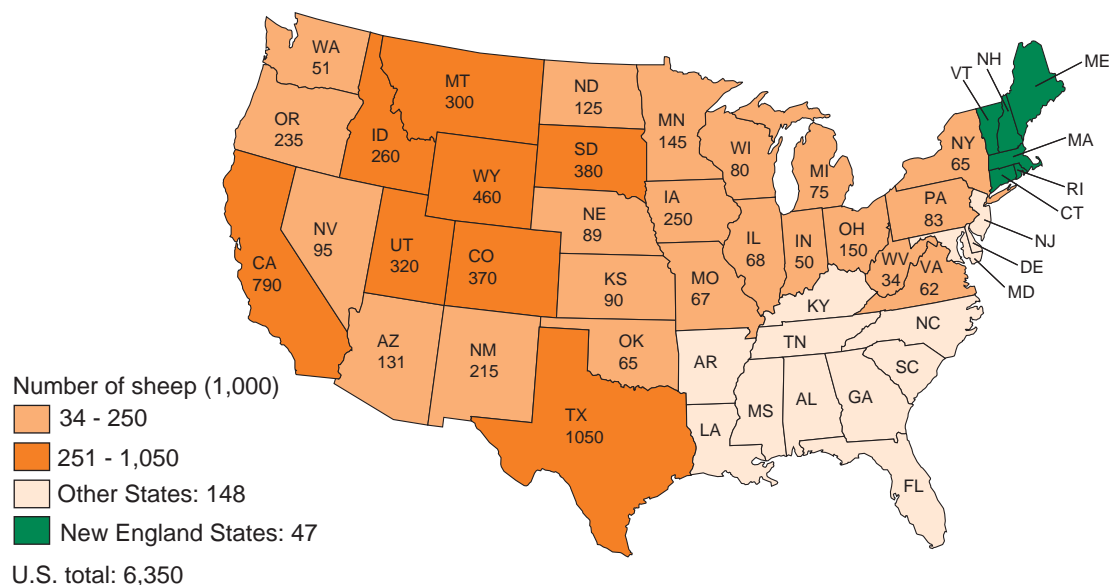 WA
51
MT
300
ND
125
MN
145
OR
235
ID
260
WY
460
SD
380
WI
80
MI
75
NY
65
VT
NH
ME
MA
RI
CT
NJ
DE
MD
NV
95
UT
320
CO
370
NE
89
IA
250
IL
68
IN
50
OH
150
PA
83
WV
34
VA
62
CA
790
KS
90
MO
67
KY
NC
TN
SC
AZ
131
NM
215
OK
65
AR
TX
1050
LA
MS
AL
GA
FL
Number of sheep (1,000)
34 - 250
251 - 1,050
Other States: 148
New England States: 47
U.S. total: 6,350